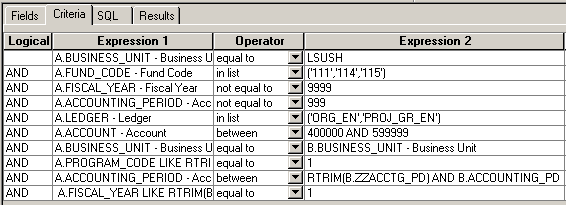 Fields Criteria SQL Results
Logical Expression 1 Operator Expression 2
A.BUSINESS_UNIT - Business U equal to LSUSH
AND A.FUND_CODE - Fund Code in list ('111','114','115')
AND A.FISCAL_YEAR - Fiscal Year not equal to 9999
AND A.ACCOUNTING_PERIOD - Acc not equal to 999
AND A.LEDGER - Ledger in list ('ORG_EN','PROJ_GR_EN')
AND A.ACCOUNT - Account between 400000 AND 599999
AND A.BUSINESS_UNIT - Business U equal to B.BUSINESS_UNIT - Business Unit
AND A.PROGRAM_CODE LIKE RTRI equal to 1
AND A.ACCOUNTING_PERIOD - Acc between RTRIM(B.ZZACCTG_PD) AND B.ACCOUNTING_PD
AND A.FISCAL_YEAR LIKE RTRIM(B equal to 1